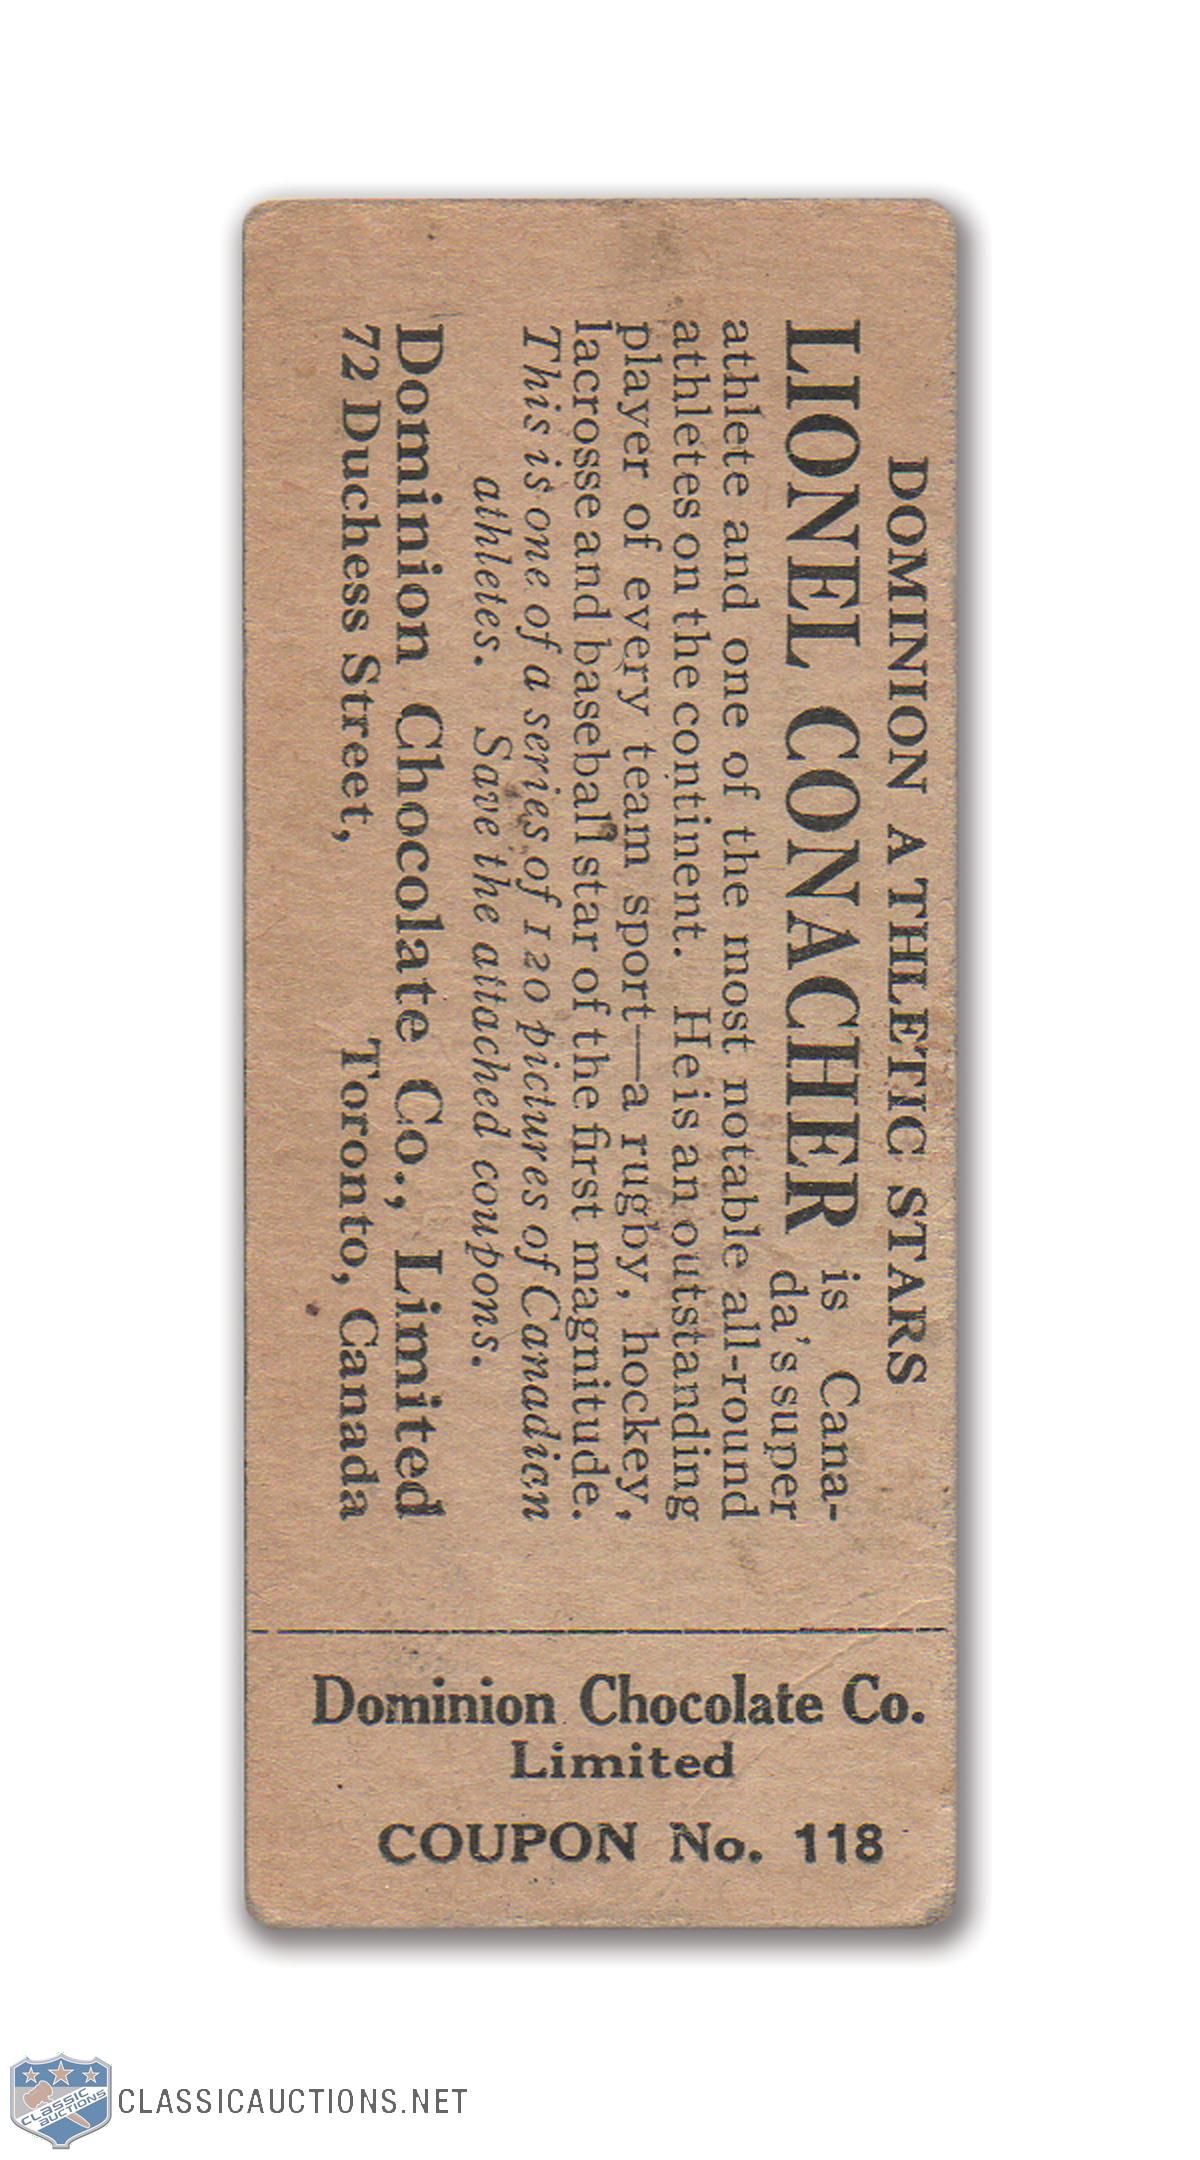 DOMINION ATHLETIC STARS
LIONEL CONACHER is Cana-
da's super
athlete and one of the most notable all-round
athletes on the continent. He is an outstanding
player of every team sport—a rugby, hockey,
lacrosse and baseball star of the first magnitude.
This is one of a series of 120 pictures of Canadian
athletes. Save the attached coupons.
Dominion Chocolate Co., Limited
72 Duchess Street, Toronto, Canada
Dominion Chocolate Co.
Limited
COUPON No. 118
CLASSIC
AUCTIONS
CLASSICAUCTIONS.NET